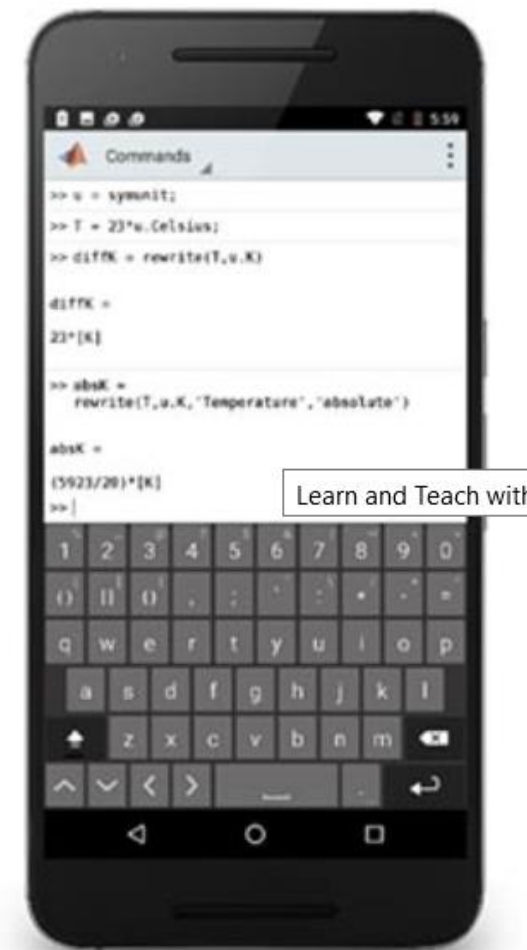 5:59
Commands
>> u = symunit;
>> T = 23*u.Celsius;
>> diffK = rewrite(T,u.K)
diffK =
23*[K]
>> absK =
rewrite(T,u.K,'Temperature','absolute')
absK =
(5923/20)*[K]
>>
Learn and Teach with
1 2 3 4 5 6 7 8 9 0
() [] {} , ; ' : * - =
q w e r t y u i o p
a s d f g h j k l
z x c v b n m
.